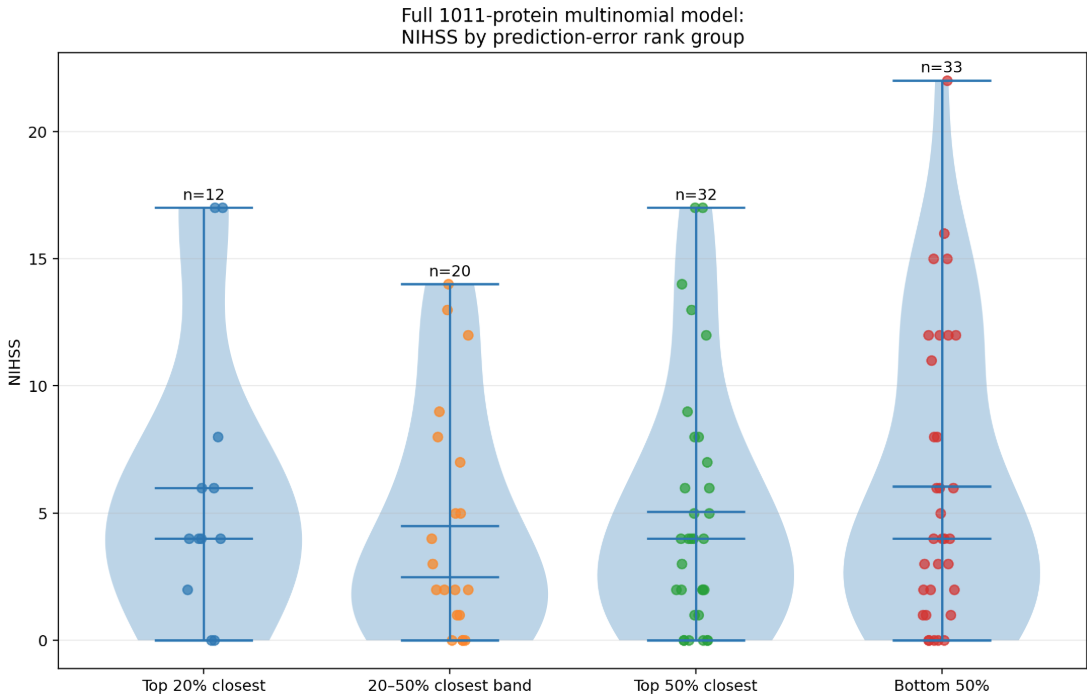 Full 1011-protein multinomial model:
NIHSS by prediction-error rank group
n=33
n=12
n=32
n=20
NIHSS
20
15
10
5
0
Top 20% closest
20–50% closest band
Top 50% closest
Bottom 50%